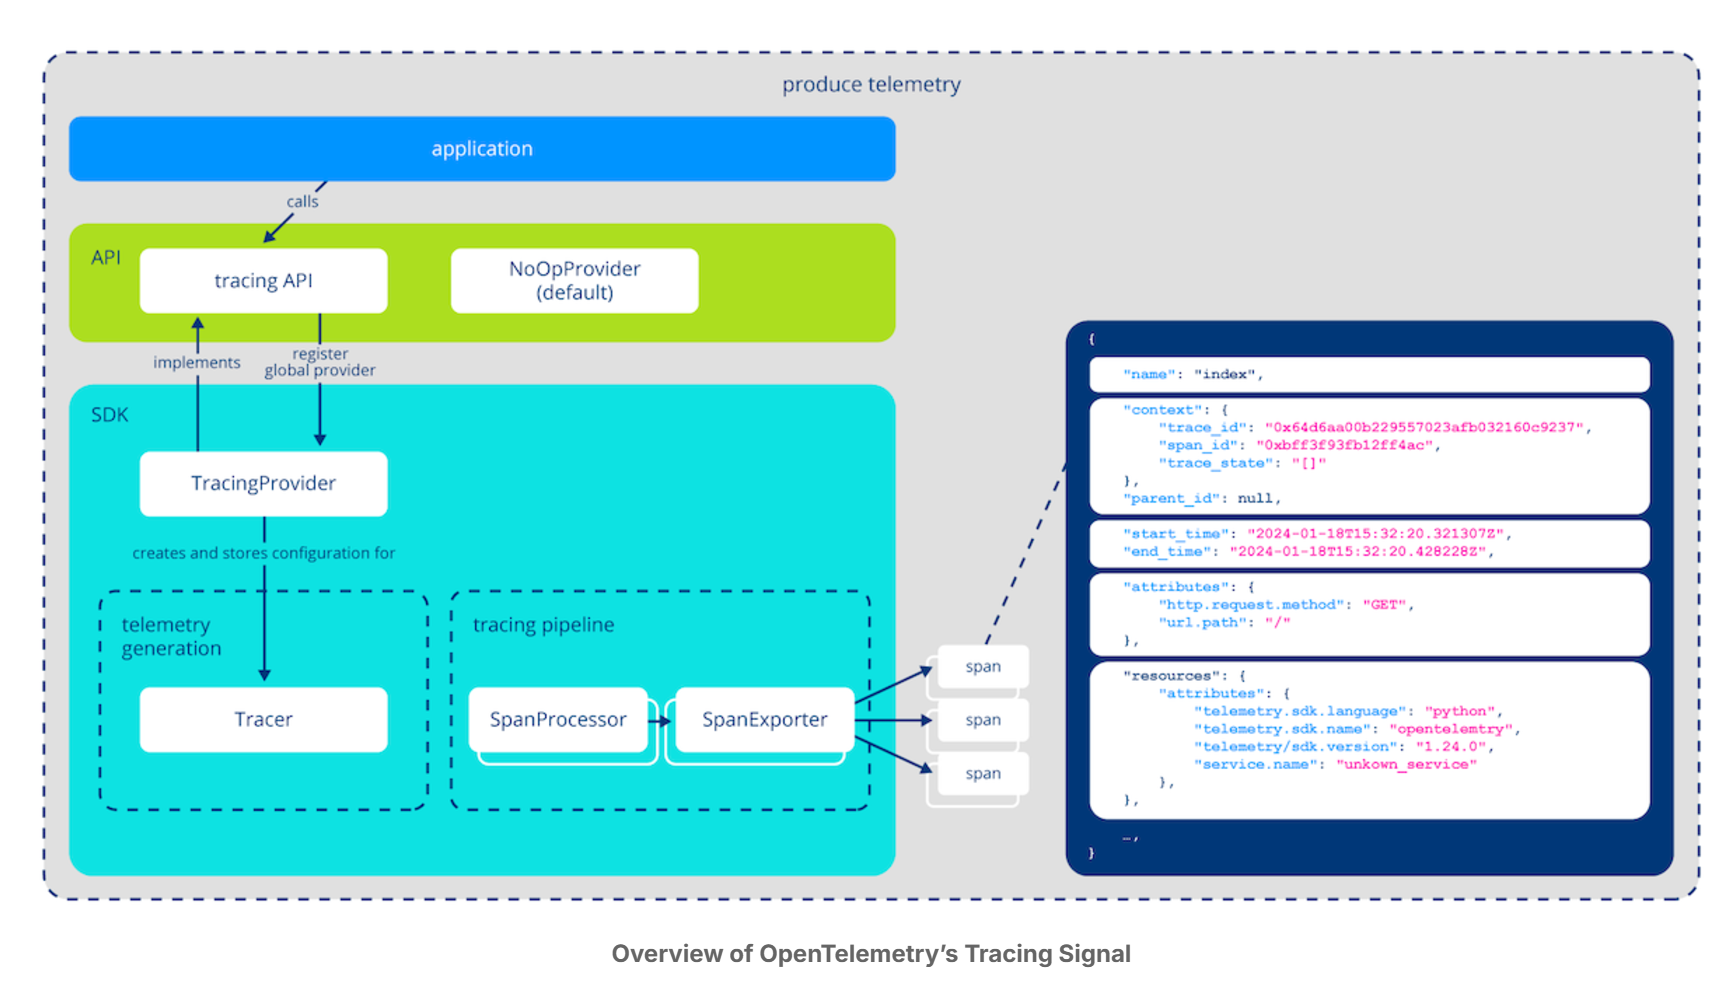 produce telemetry
application
calls
API
tracing API
NoOpProvider
(default)
implements
register
global provider
SDK
TracingProvider
creates and stores configuration for
telemetry
generation
Tracer
tracing pipeline
SpanProcessor
SpanExporter
span
span
span
{
"name": "index",
"context": {
"trace_id": "0x64d6aa00b229557023afb032160c9237",
"span_id": "0xbff3f93fb12ff4ac",
"trace_state": "[]"
},
"parent_id": null,
"start_time": "2024-01-18T15:32:20.321307Z",
"end_time": "2024-01-18T15:32:20.428228Z",
"attributes": {
"http.request.method": "GET",
"url.path": "/"
},
"resources": {
"attributes": {
"telemetry.sdk.language": "python",
"telemetry.sdk.name": "opentelemtry",
"telemetry/sdk.version": "1.24.0",
"service.name": "unkown_service"
},
},
…,
}
Overview of OpenTelemetry’s Tracing Signal